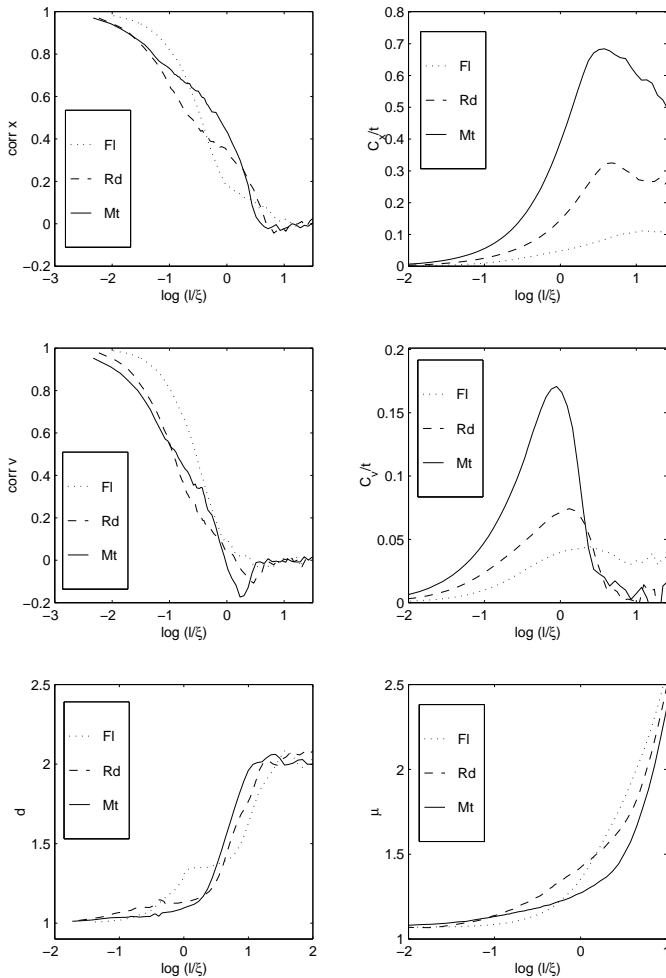 1
0.8
0.6
0.4
0.2
0
−0.2
−3 −2 −1 0 1
corr x
log (l/ξ)
Fl
Rd
Mt
0.8
0.7
0.6
0.5
0.4
0.3
0.2
0.1
0
−2 −1 0 1
Cx/t
log (l/ξ)
Fl
Rd
Mt
1
0.8
0.6
0.4
0.2
0
−0.2
−3 −2 −1 0 1
corr v
log (l/ξ)
Fl
Rd
Mt
0.2
0.15
0.1
0.05
0
−2 −1 0 1
Cv/t
log (l/ξ)
Fl
Rd
Mt
2.5
2
1.5
1
−2 −1 0 1 2
d
log (l/ξ)
Fl
Rd
Mt
2.5
2
1.5
1
−2 −1 0 1
μ
log (l/ξ)
Fl
Rd
Mt